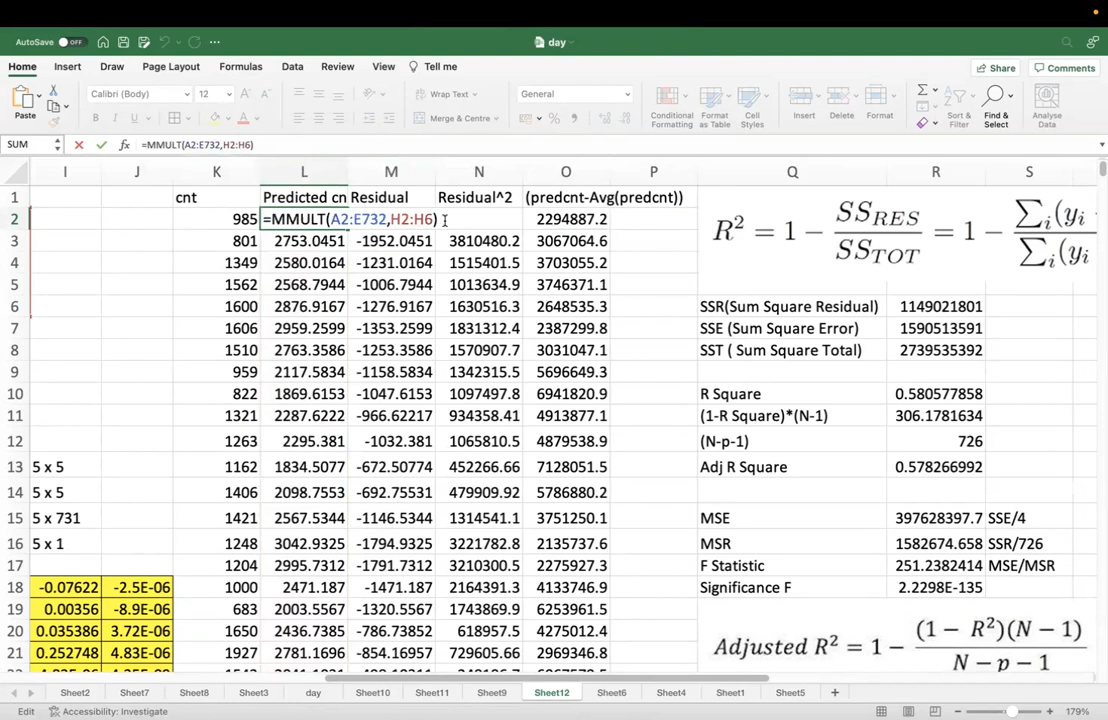 AutoSave OFF day
Home Insert Draw Page Layout Formulas Data Review View Tell me Share Comments
Paste Calibri (Body) 12 A^ A˅ Wrap Text General Conditional Formatting Format as Table Cell Styles Insert Delete Format Sort & Filter Find & Select Analyse Data
B I U A Merge & Centre %
SUM fx =MMULT(A2:E732,H2:H6)
I J K L M N O P Q R S
1 cnt Predicted cn Residual Residual^2 (predcnt-Avg(predcnt))
2 985 =MMULT(A2:E732,H2:H6) 2294887.2
3 801 2753.0451 -1952.0451 3810480.2 3067064.6
4 1349 2580.0164 -1231.0164 1515401.5 3703055.2
5 1562 2568.7944 -1006.7944 1013634.9 3746371.1
6 1600 2876.9167 -1276.9167 1630516.3 2648535.3 SSR(Sum Square Residual) 1149021801
7 1606 2959.2599 -1353.2599 1831312.4 2387299.8 SSE (Sum Square Error) 1590513591
8 1510 2763.3586 -1253.3586 1570907.7 3031047.1 SST ( Sum Square Total) 2739535392
9 959 2117.5834 -1158.5834 1342315.5 5696649.3
10 822 1869.6153 -1047.6153 1097497.8 6941820.9 R Square 0.580577858
11 1321 2287.6222 -966.62217 934358.41 4913877.1 (1-R Square)*(N-1) 306.1781634
12 1263 2295.381 -1032.381 1065810.5 4879538.9 (N-p-1) 726
13 5 x 5 1162 1834.5077 -672.50774 452266.66 7128051.5 Adj R Square 0.578266992
14 5 x 5 1406 2098.7553 -692.75531 479909.92 5786880.2
15 5 x 731 1421 2567.5344 -1146.5344 1314541.1 3751250.1 MSE 397628397.7 SSE/4
16 5 x 1 1248 3042.9325 -1794.9325 3221782.8 2135737.6 MSR 1582674.658 SSR/726
17 1204 2995.7312 -1791.7312 3210300.5 2275927.3 F Statistic 251.2382414 MSE/MSR
18 -0.07622 -2.5E-06 1000 2471.187 -1471.187 2164391.3 4133746.9 Significance F 2.2298E-135
19 0.00356 -8.9E-06 683 2003.5567 -1320.5567 1743869.9 6253961.5
20 0.035386 3.72E-06 1650 2436.7385 -786.73852 618957.5 4275012.4
21 0.252748 4.83E-06 1927 2781.1696 -854.16957 729605.66 2969346.8
R² = 1 − SS_RES / SS_TOT = 1 − ∑i(yi / ∑i(yi
Adjusted R² = 1 − (1 − R²)(N − 1) / N − p − 1
Sheet2 Sheet7 Sheet8 Sheet3 day Sheet10 Sheet11 Sheet9 Sheet12 Sheet6 Sheet4 Sheet1 Sheet5 +
Edit Accessibility: Investigate 179%